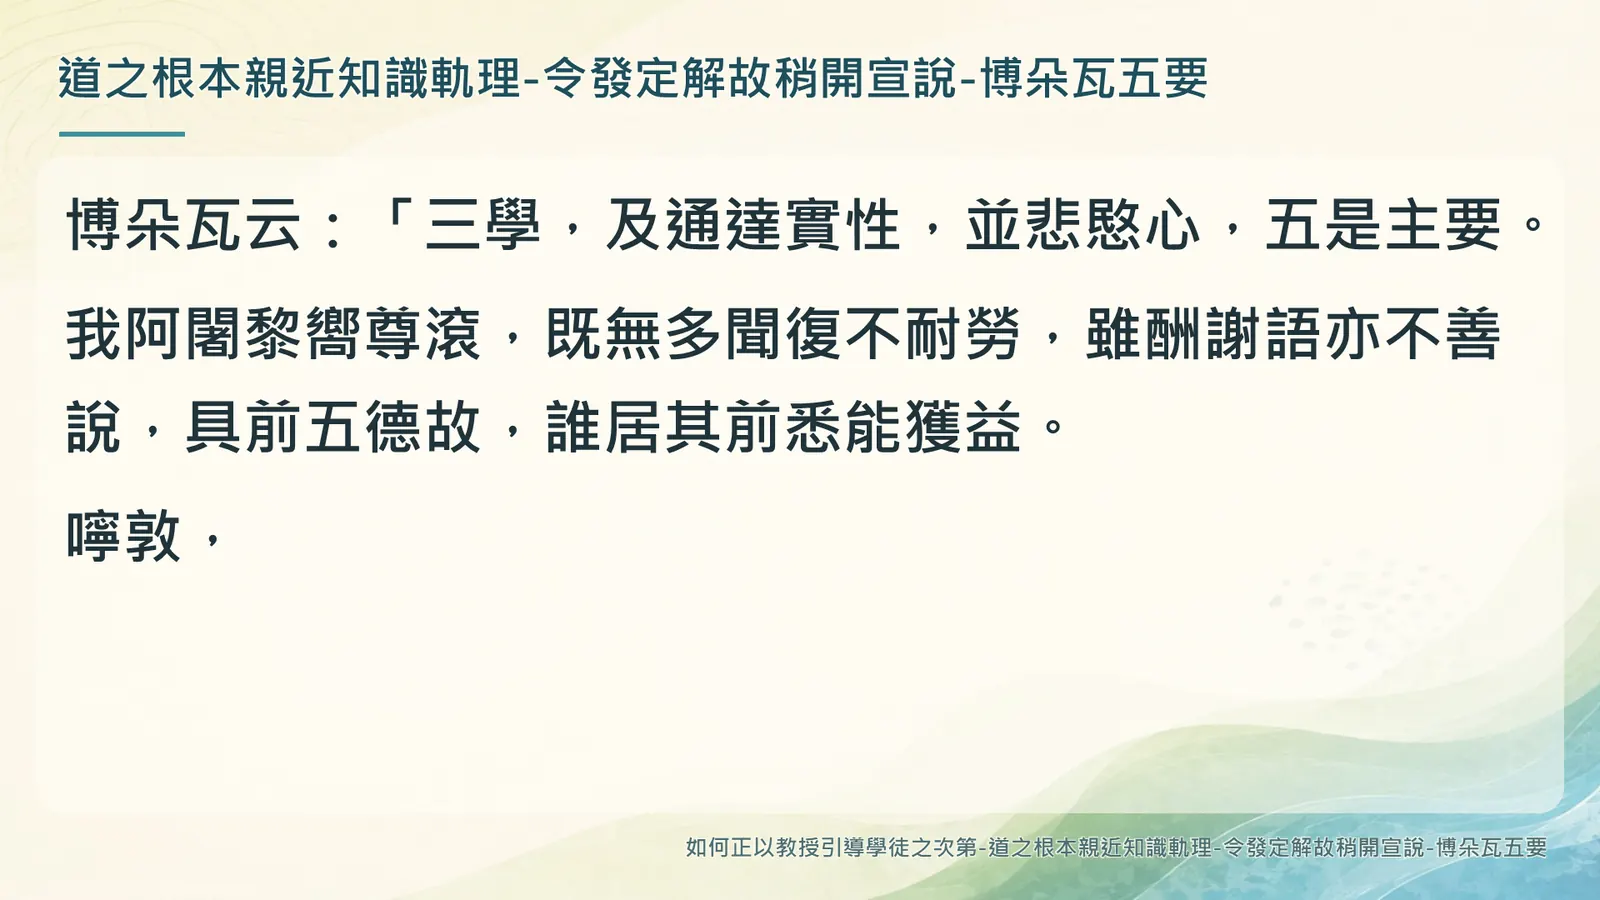 道之根本親近知識軌理-令發定解故稍開宣說-博朵瓦五要
博朵瓦云：「三學，及通達實性，並悲愍心，五是主要。
我阿闍黎嚮尊滾，既無多聞復不耐勞，雖酬謝語亦不善
說，具前五德故，誰居其前悉能獲益。
嚀敦，
如何正以教授引導學徒之次第-道之根本親近知識軌理-令發定解故稍開宣說-博朵瓦五要